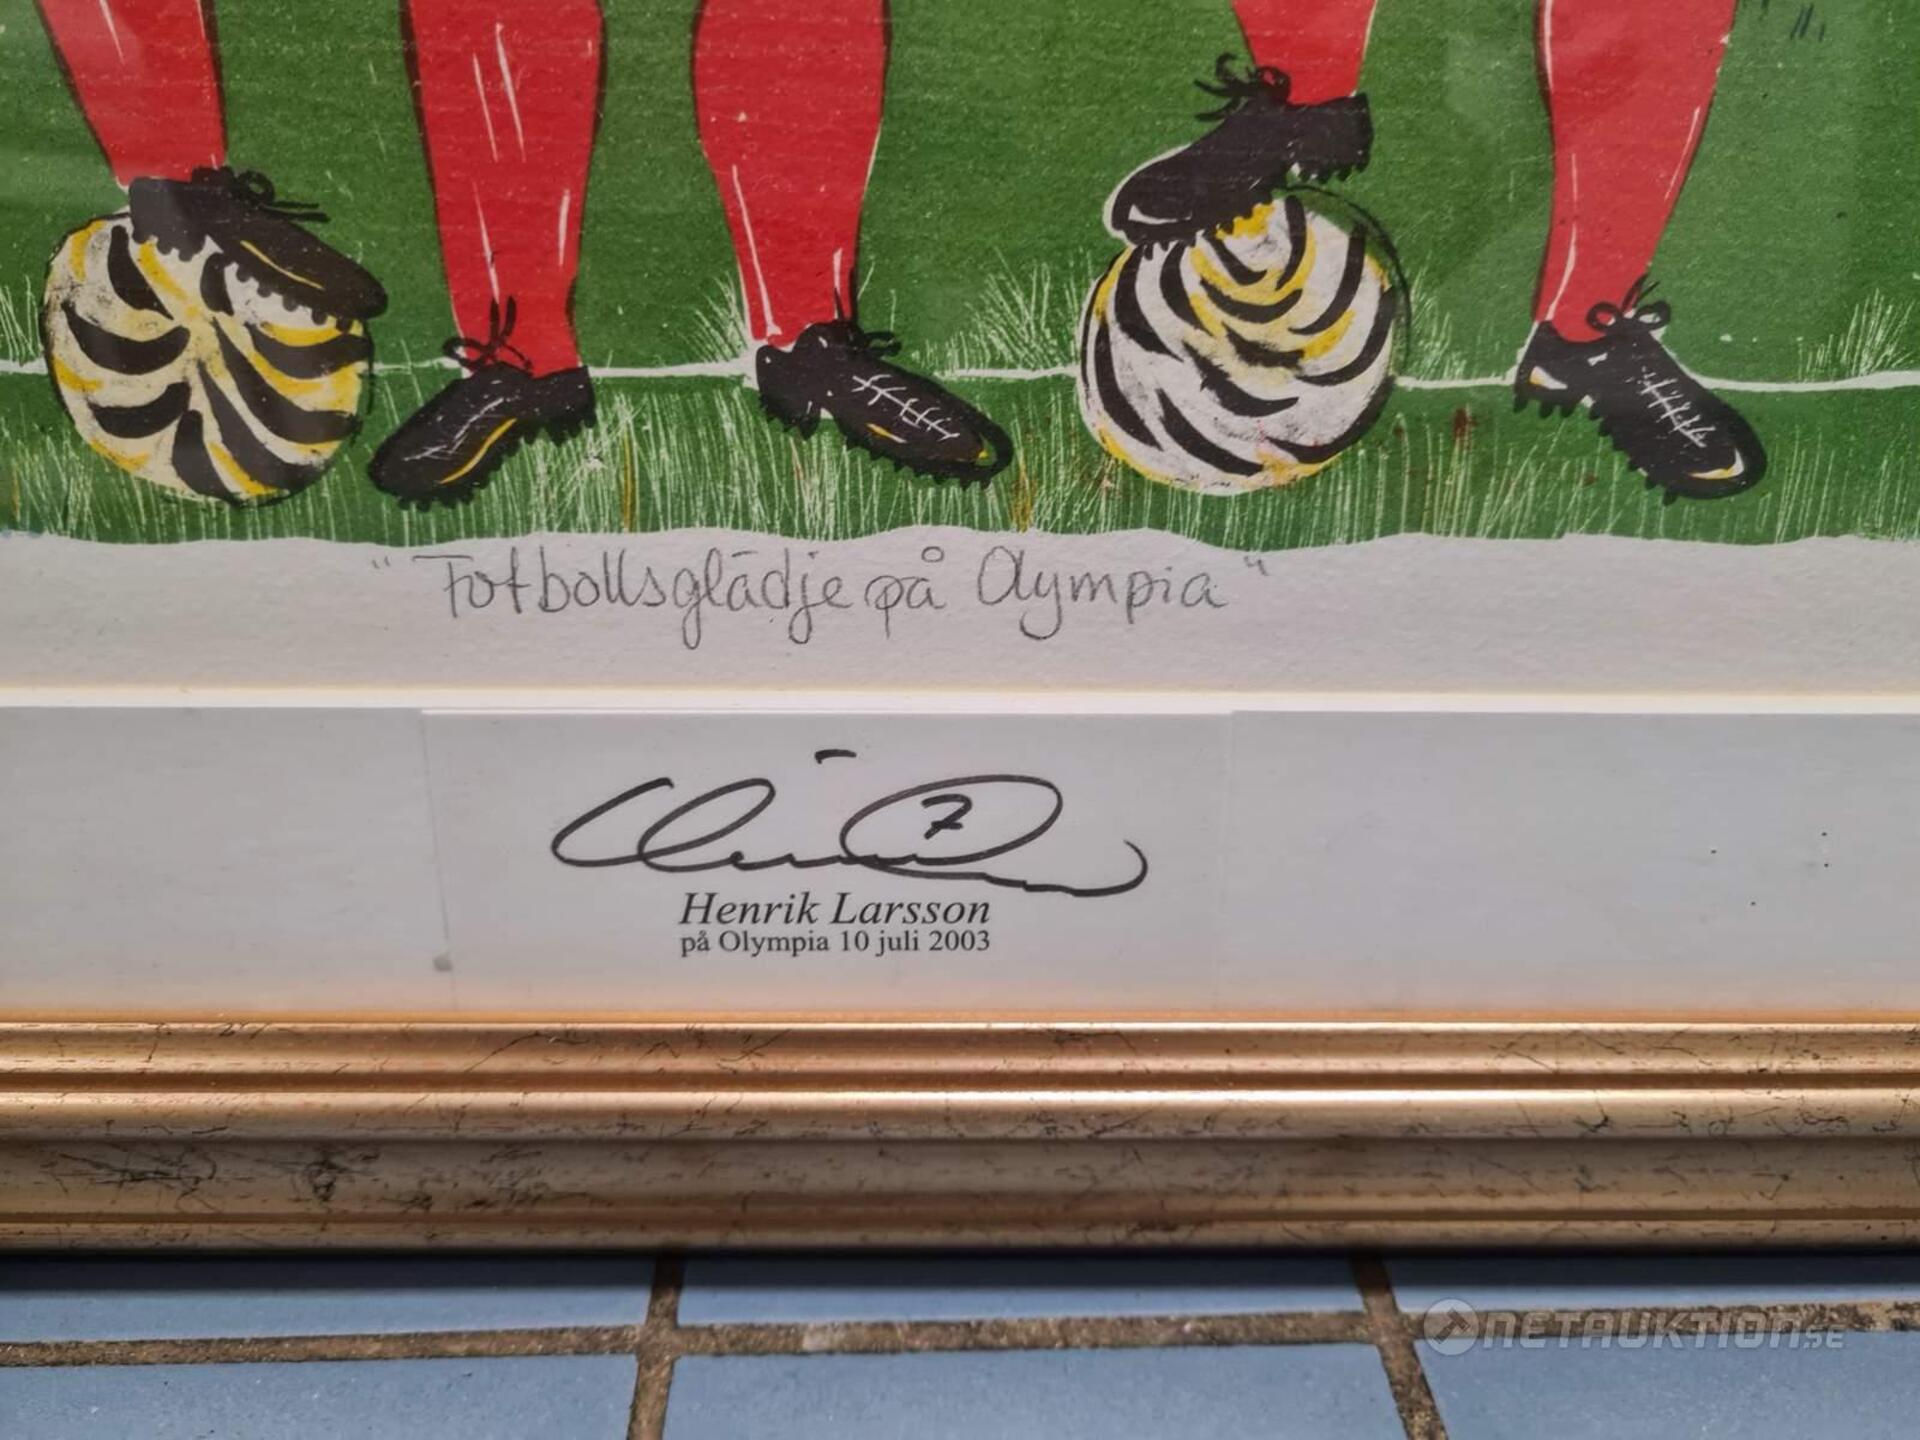 "Fotbollsglädje på Olympia"
7
Henrik Larsson
på Olympia 10 juli 2003
NETAUKTION.SE